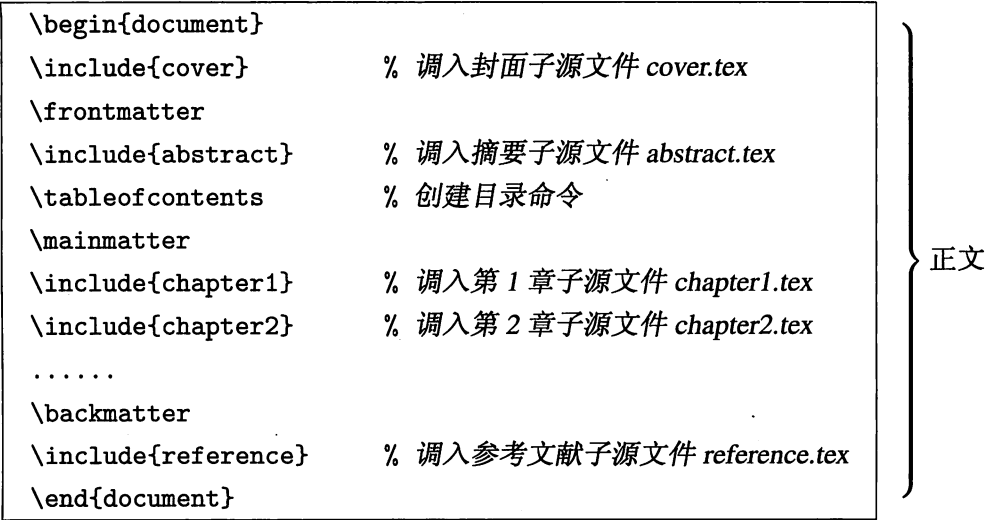 \begin{document}
\include{cover} % 调入封面子源文件 cover.tex
\frontmatter
\include{abstract} % 调入摘要子源文件 abstract.tex
\tableofcontents % 创建目录命令
\mainmatter
\include{chapter1} % 调入第 1 章子源文件 chapter1.tex
\include{chapter2} % 调入第 2 章子源文件 chapter2.tex
......
\backmatter
\include{reference} % 调入参考文献子源文件 reference.tex
\end{document}
正文